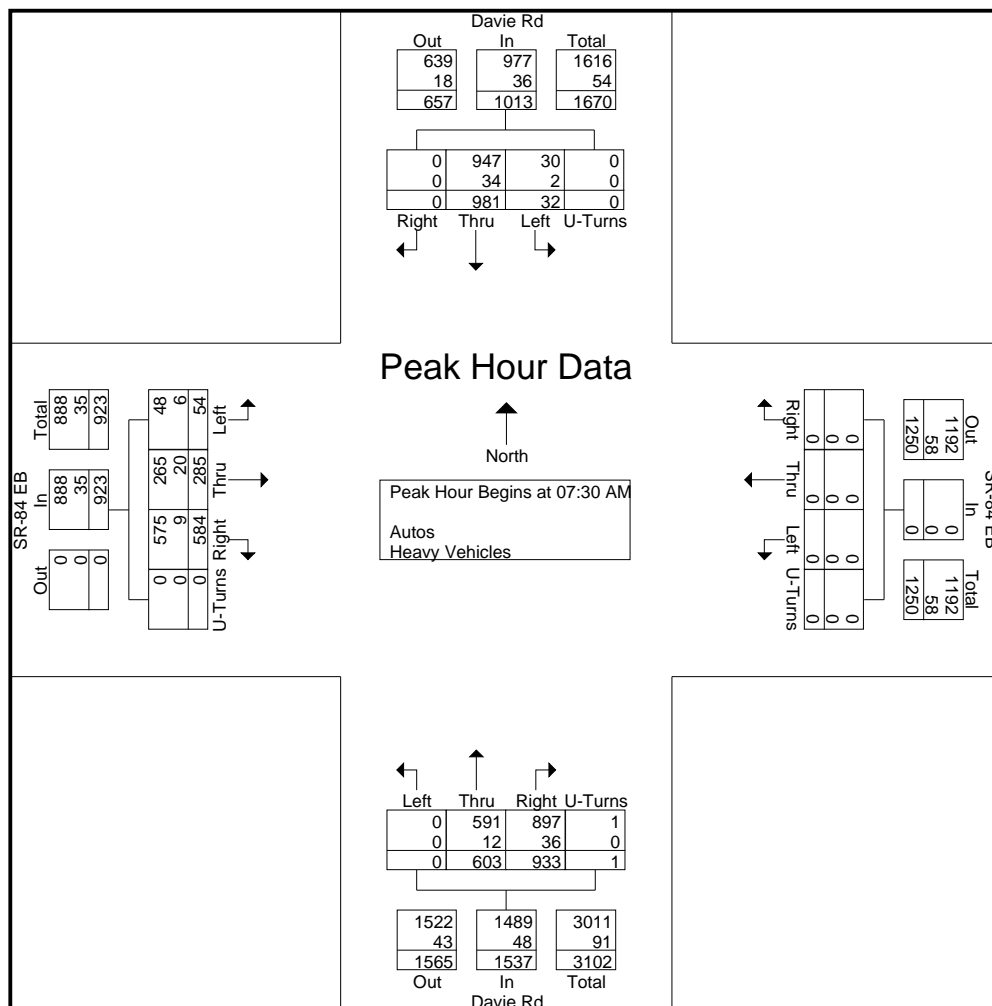 Davie Rd
Out In Total
639 977 1616
18 36 54
657 1013 1670
0 947 30 0
0 34 2 0
0 981 32 0
Right Thru Left U-Turns
Peak Hour Data
North
Peak Hour Begins at 07:30 AM
Autos
Heavy Vehicles
SR-84 EB
Total In Out
888 888 0
35 35 0
923 923 0
48 265 575 0
6 20 9 0
54 285 584 0
Left Thru Right U-Turns
Right Thru Left U-Turns
0 0 0 0
0 0 0 0
0 0 0 0
Out In Total
1192 0 1192
58 0 58
1250 0 1250
SR-84 EB
Left Thru Right U-Turns
0 591 897 1
0 12 36 0
0 603 933 1
1522 1489 3011
43 48 91
1565 1537 3102
Out In Total
Davie Rd